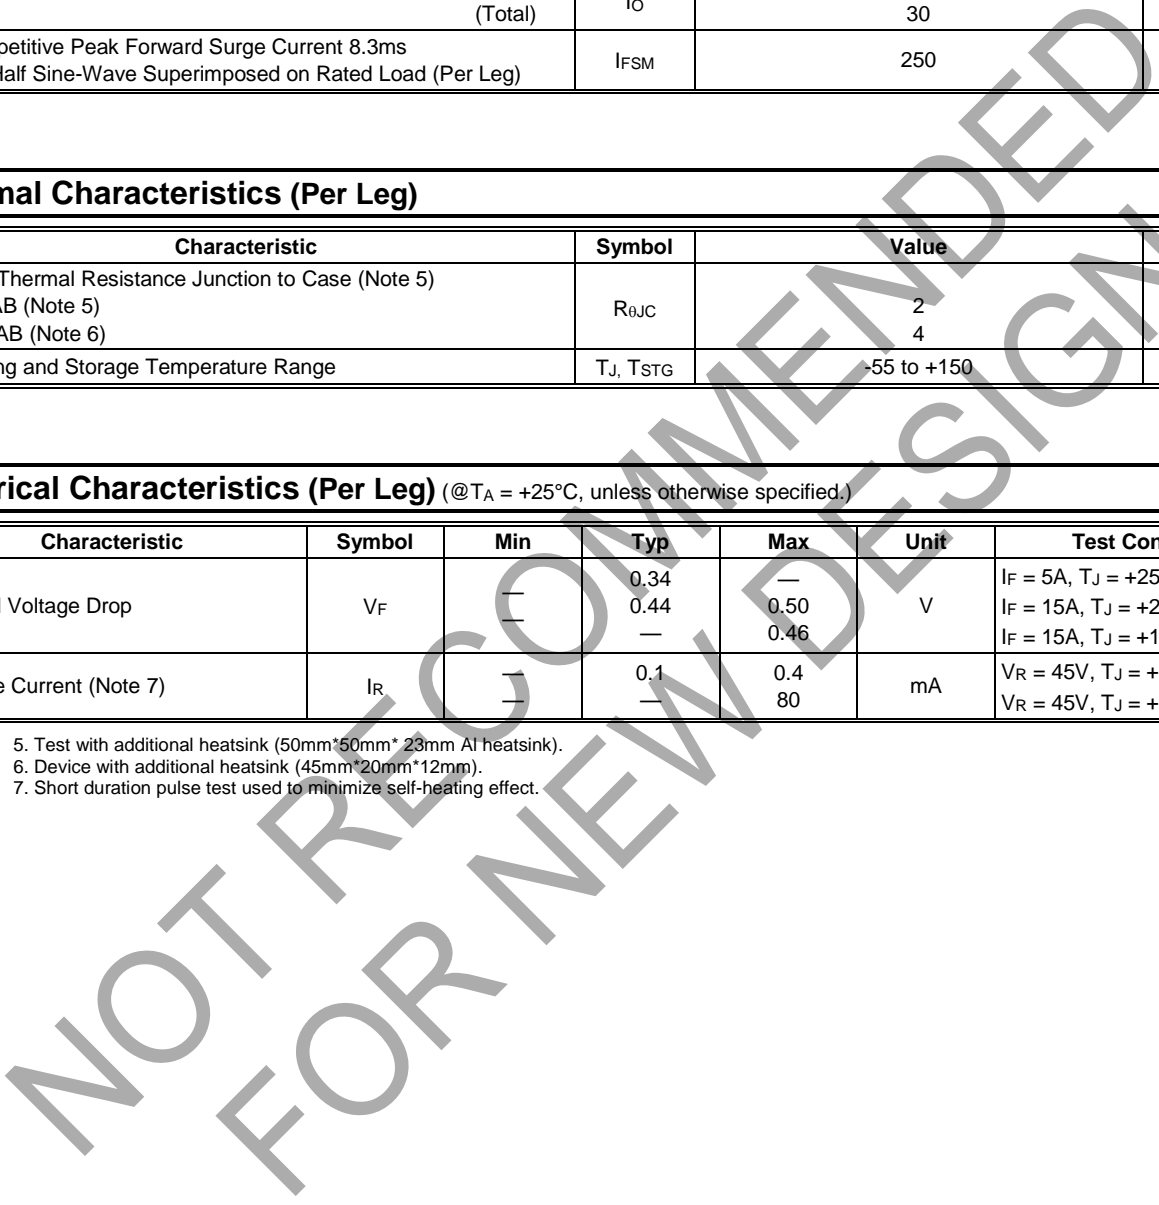 (Total) IO 30
petitive Peak Forward Surge Current 8.3ms
Half Sine-Wave Superimposed on Rated Load (Per Leg) IFSM 250
mal Characteristics (Per Leg)
Characteristic Symbol Value
Thermal Resistance Junction to Case (Note 5)
AB (Note 5) RθJC 2
AB (Note 6) 4
ng and Storage Temperature Range TJ, TSTG -55 to +150
rical Characteristics (Per Leg) (@TA = +25°C, unless otherwise specified.)
Characteristic Symbol Min Typ Max Unit Test Con
0.34 — IF = 5A, TJ = +25
Voltage Drop VF — — 0.44 0.50 V IF = 15A, TJ = +2
— 0.46 IF = 15A, TJ = +1
— 0.1 0.4 VR = 45V, TJ = +
e Current (Note 7) IR — — 80 mA VR = 45V, TJ = +
5. Test with additional heatsink (50mm*50mm* 23mm Al heatsink).
6. Device with additional heatsink (45mm*20mm*12mm).
7. Short duration pulse test used to minimize self-heating effect.
NOT RECOMMENDED
FOR NEW DESIGN